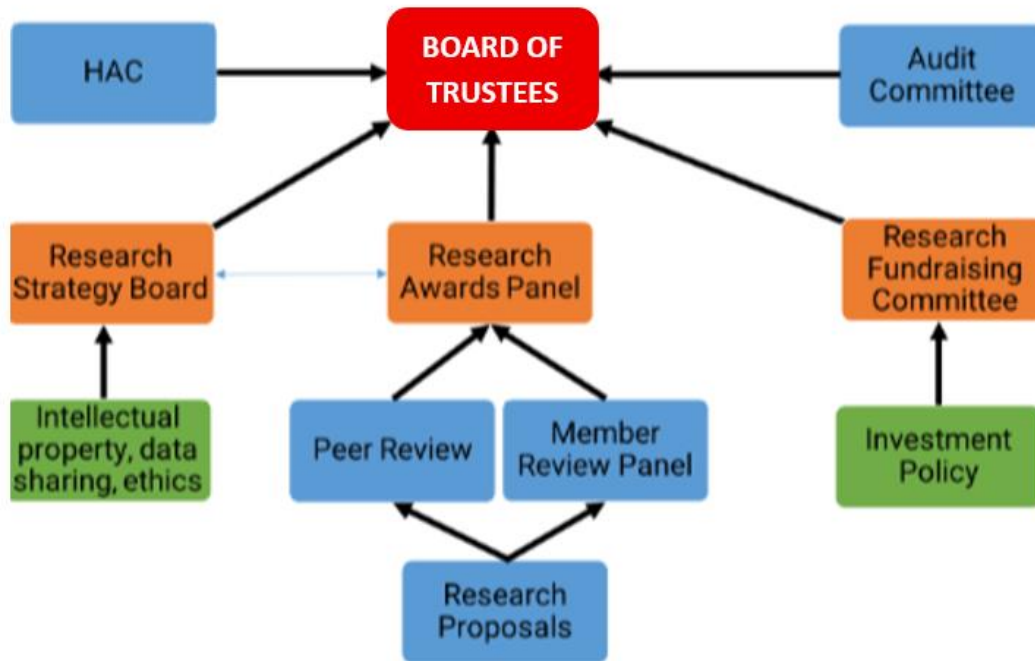 HAC
BOARD OF
TRUSTEES
Audit
Committee
Research
Strategy Board
Research
Awards Panel
Research
Fundraising
Committee
Intellectual
property, data
sharing, ethics
Peer Review
Member
Review Panel
Investment
Policy
Research
Proposals